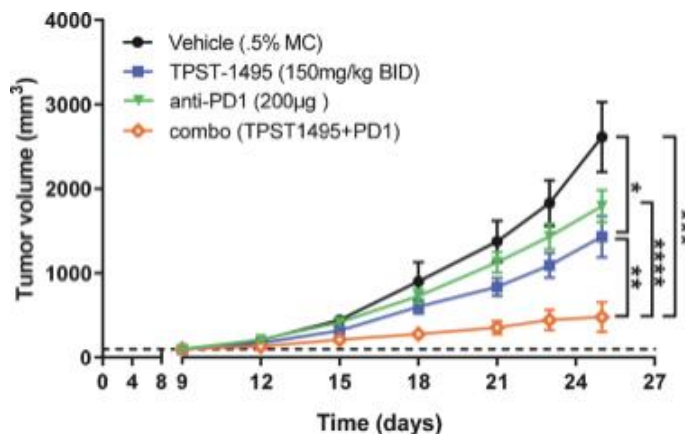 4000
3000
2000
1000
0
Tumor volume (mm³)
Vehicle (.5% MC)
TPST-1495 (150mg/kg BID)
anti-PD1 (200µg )
combo (TPST1495+PD1)
*
**
****
***
0 4 8 9 12 15 18 21 24 27
Time (days)